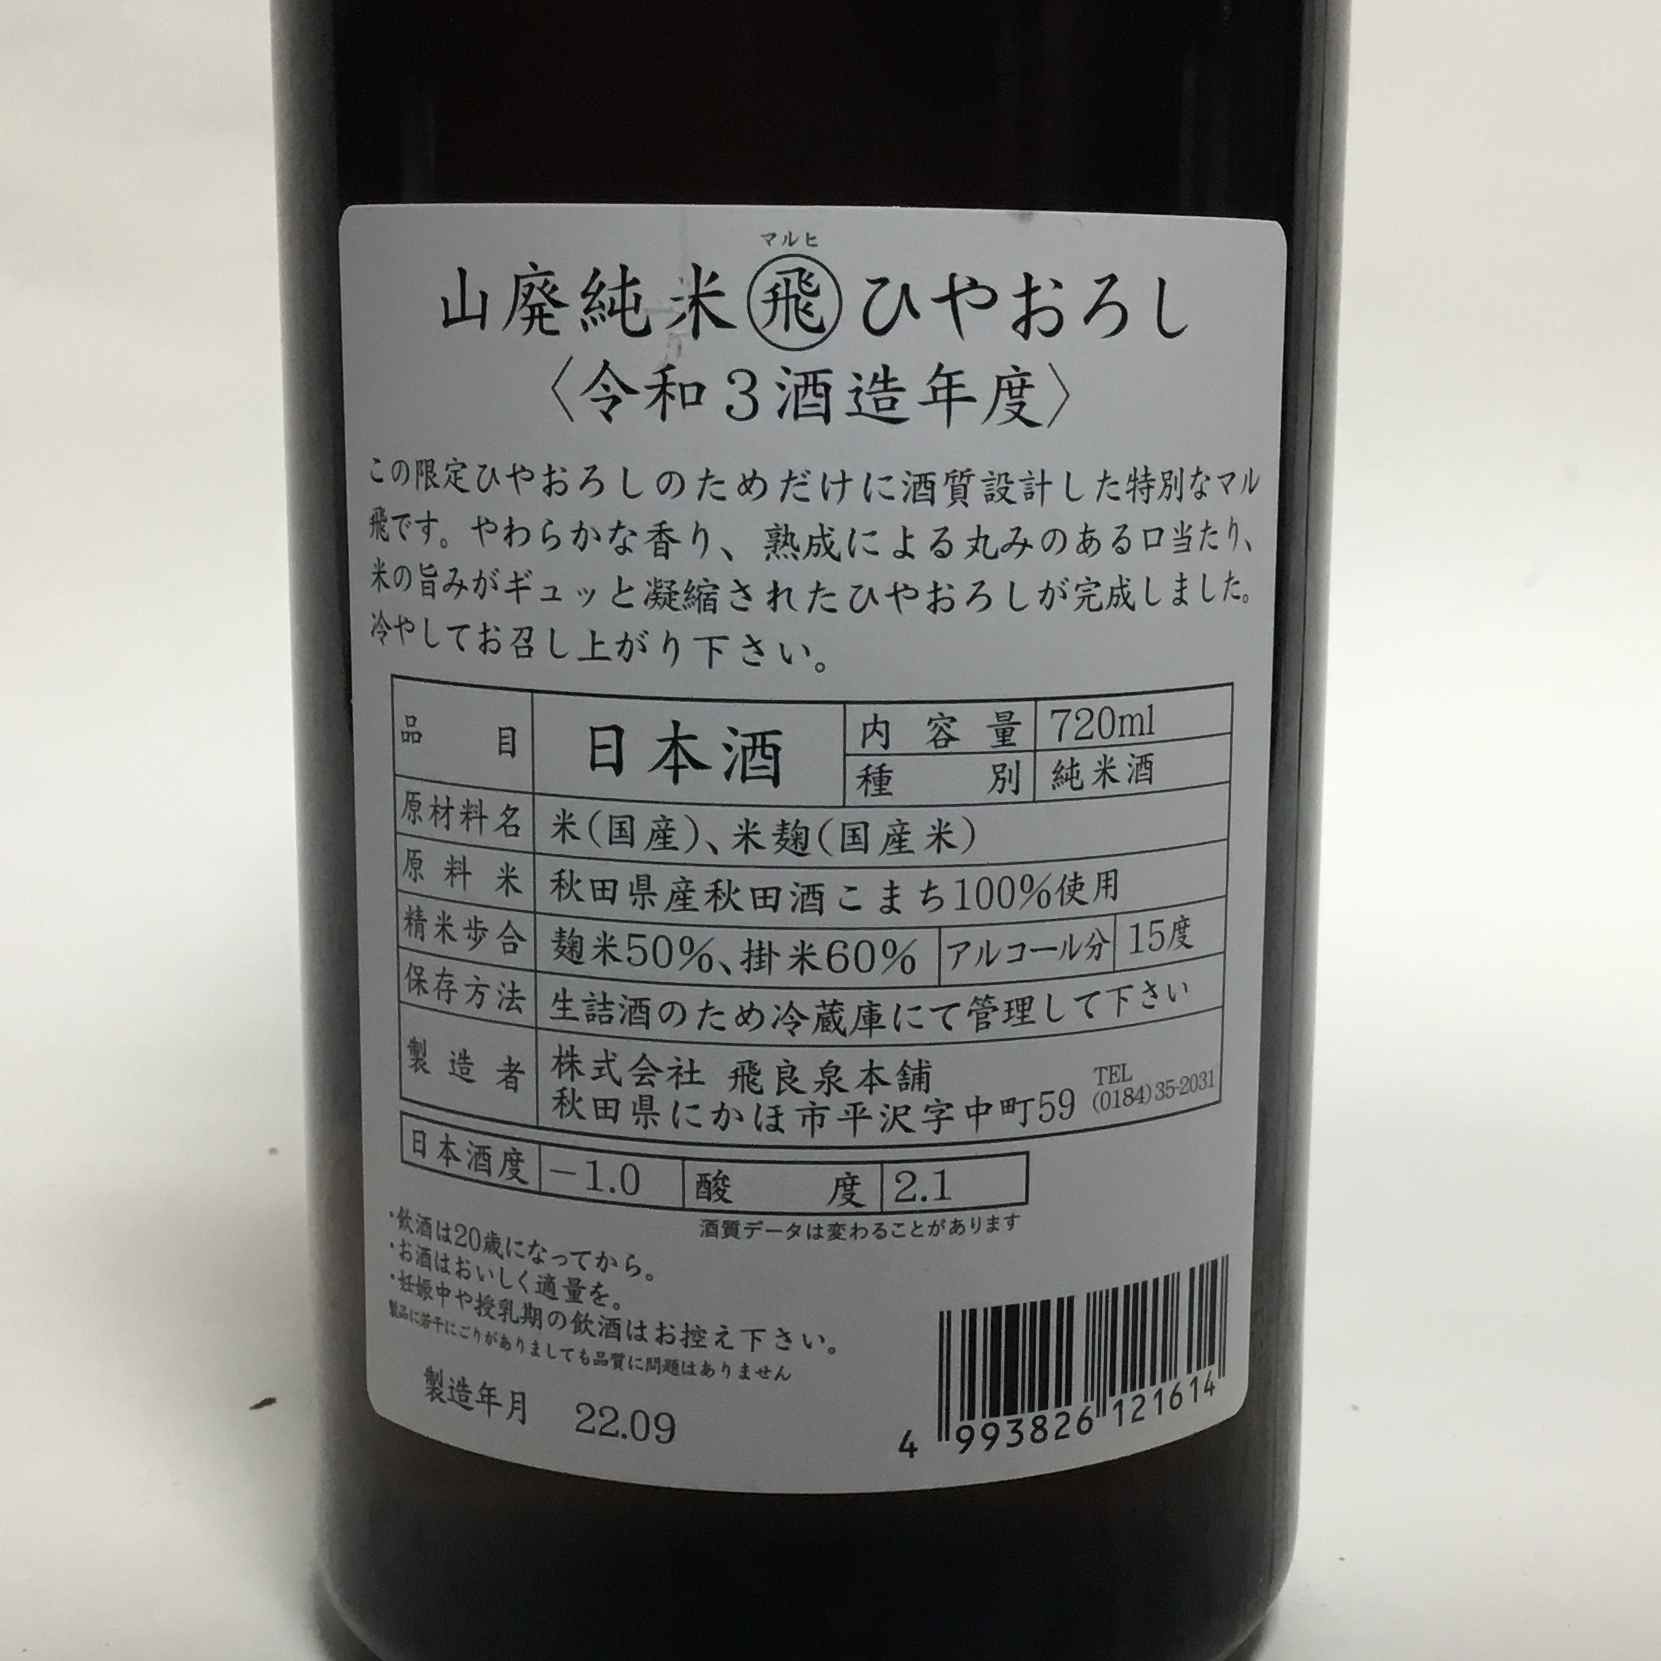 マルヒ
山廃純米㊙飛ひやおろし
〈令和3酒造年度〉
この限定ひやおろしのためだけに酒質設計した特別なマル
飛です。やわらかな香り、熟成による丸みのある口当たり、
米の旨みがギュッと凝縮されたひやおろしが完成しました。
冷やしてお召し上がり下さい。
品目 日本酒 内容量 720ml
種別 純米酒
原材料名 米(国産)、米麹(国産米)
原料米 秋田県産秋田酒こまち100%使用
精米歩合 麹米50%、掛米60% アルコール分 15度
保存方法 生詰酒のため冷蔵庫にて管理して下さい
製造者 株式会社 飛良泉本舗
秋田県にかほ市平沢字中町59 TEL (0184)35-2031
日本酒度 −1.0 酸度 2.1
酒質データは変わることがあります
・飲酒は20歳になってから。
・お酒はおいしく適量を。
・妊娠中や授乳期の飲酒はお控え下さい。
製品に若干にごりがありましても品質に問題はありません
製造年月 22.09
4 993826 121614